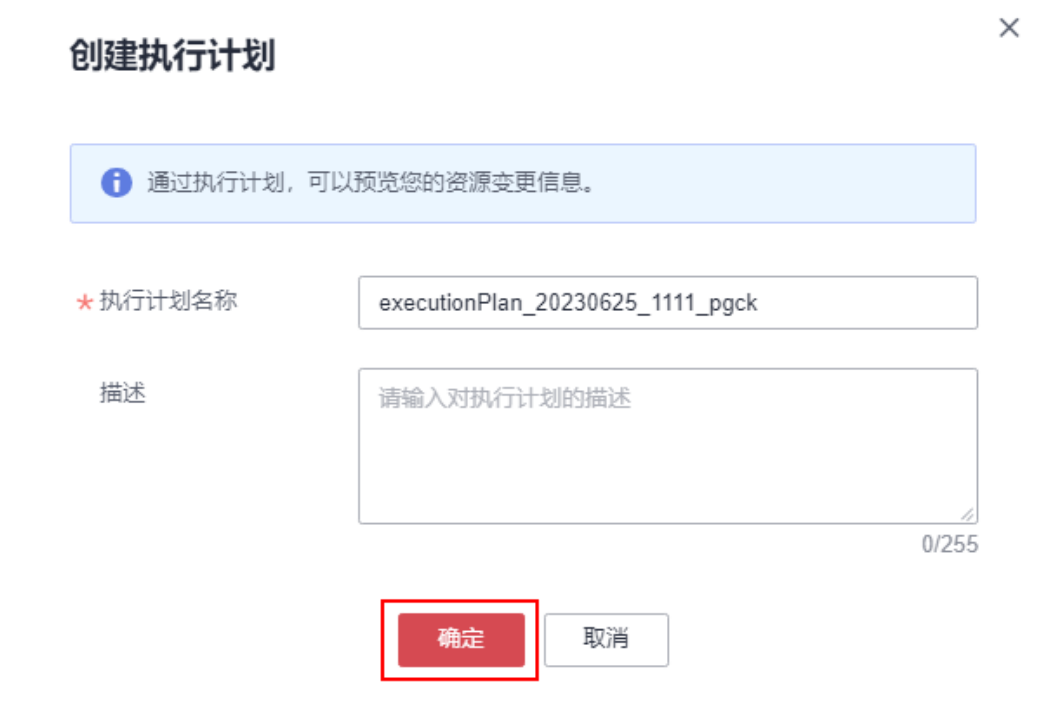 创建执行计划
通过执行计划，可以预览您的资源变更信息。
* 执行计划名称
executionPlan_20230625_1111_pgck
描述
请输入对执行计划的描述
0/255
确定
取消